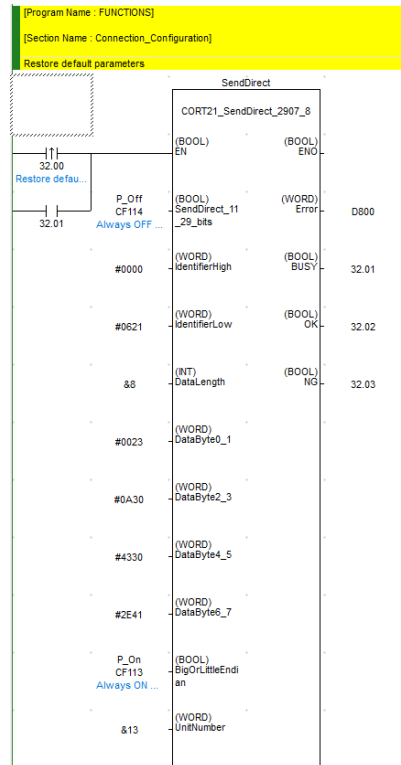 [Program Name : FUNCTIONS]
[Section Name : Connection_Configuration]
Restore default parameters
SendDirect
CORT21_SendDirect_2907_8
(BOOL) (BOOL)
EN ENO
32.00
Restore defau...
P_Off (BOOL) (WORD)
CF114 SendDirect_11 Error D800
32.01 Always OFF ... _29_bits
(WORD) (BOOL)
#0000 IdentifierHigh BUSY 32.01
(WORD) (BOOL)
#0621 IdentifierLow OK 32.02
(INT) (BOOL)
&8 DataLength NG 32.03
(WORD)
#0023 DataByte0_1
(WORD)
#0A30 DataByte2_3
(WORD)
#4330 DataByte4_5
(WORD)
#2E41 DataByte6_7
P_On (BOOL)
CF113 BigOrLittleEndi
Always ON ... an
(WORD)
&13 UnitNumber